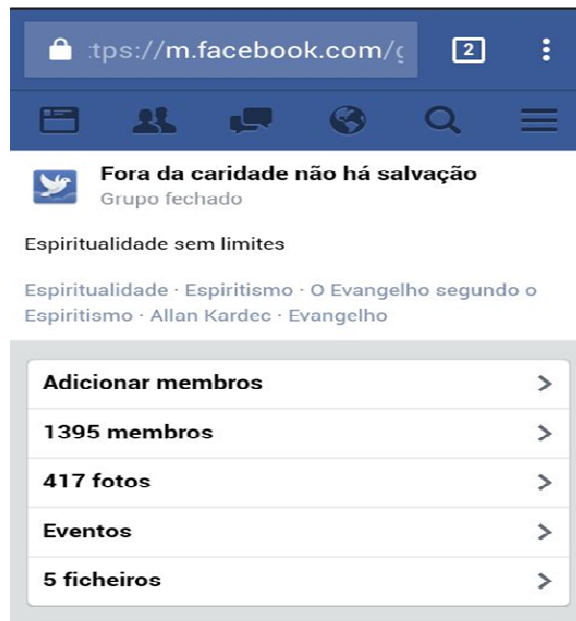 tps://m.facebook.com/g
2
Fora da caridade não há salvação
Grupo fechado
Espiritualidade sem limites
Espiritualidade · Espiritismo · O Evangelho segundo o
Espiritismo · Allan Kardec · Evangelho
Adicionar membros
1395 membros
417 fotos
Eventos
5 ficheiros